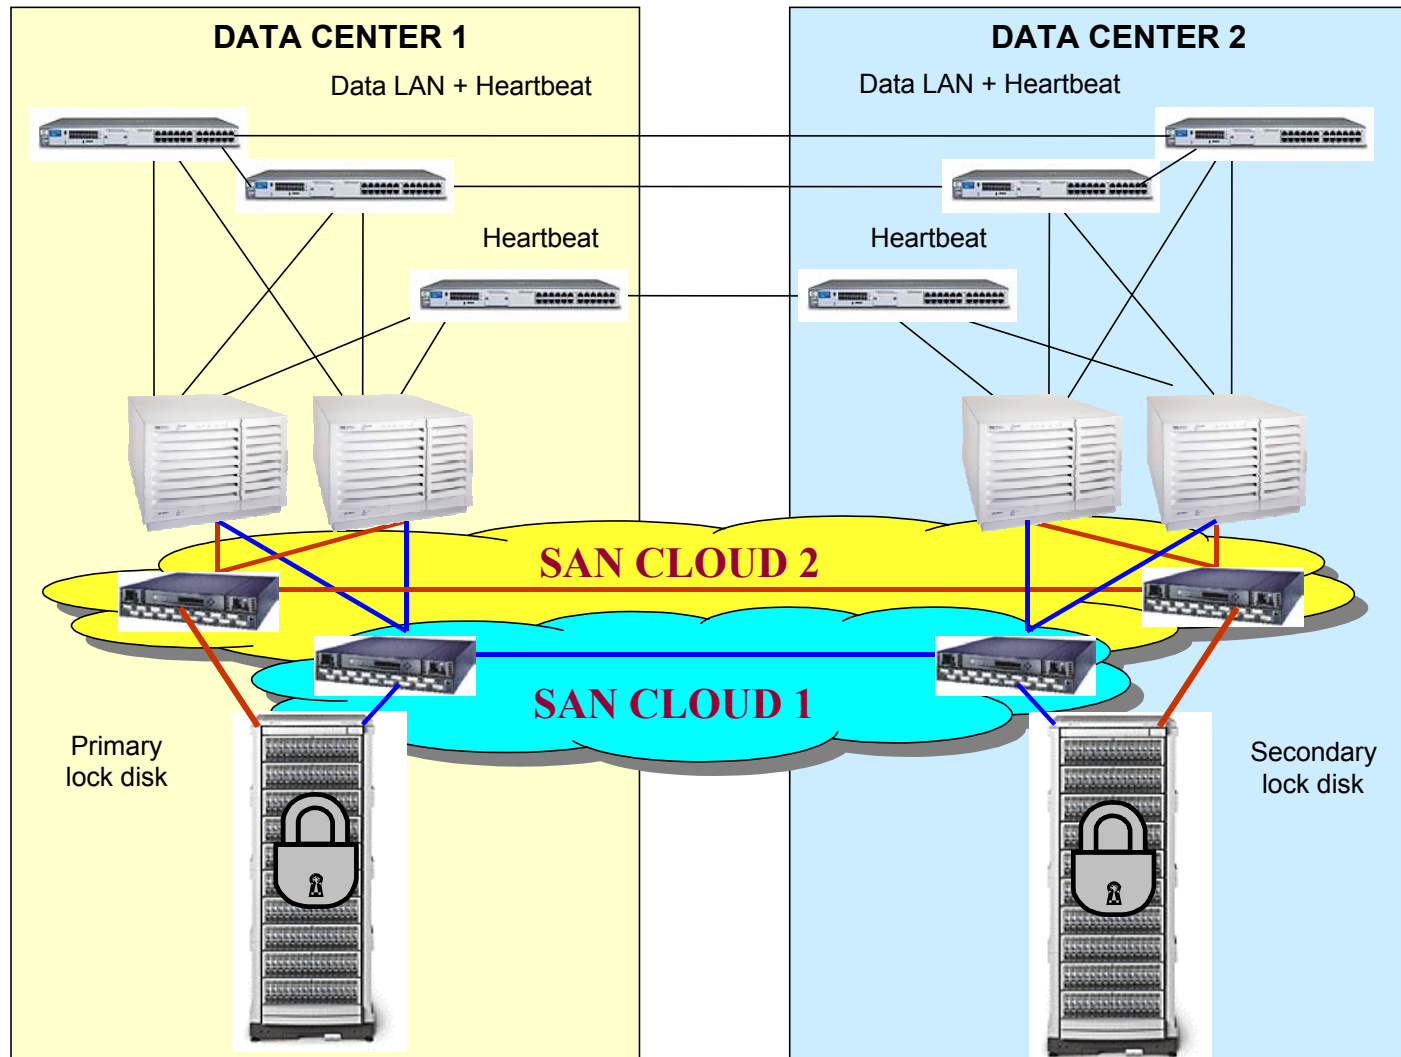 DATA CENTER 1
DATA CENTER 2
Data LAN + Heartbeat
Data LAN + Heartbeat
Heartbeat
Heartbeat
SAN CLOUD 2
SAN CLOUD 1
Primary
lock disk
Secondary
lock disk